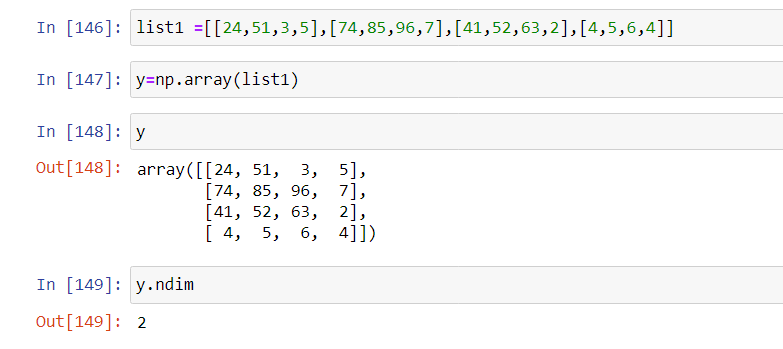 In [146]: list1 =[[24,51,3,5],[74,85,96,7],[41,52,63,2],[4,5,6,4]]
In [147]: y=np.array(list1)
In [148]: y
Out[148]: array([[24, 51,  3,  5],
       [74, 85, 96,  7],
       [41, 52, 63,  2],
       [ 4,  5,  6,  4]])
In [149]: y.ndim
Out[149]: 2